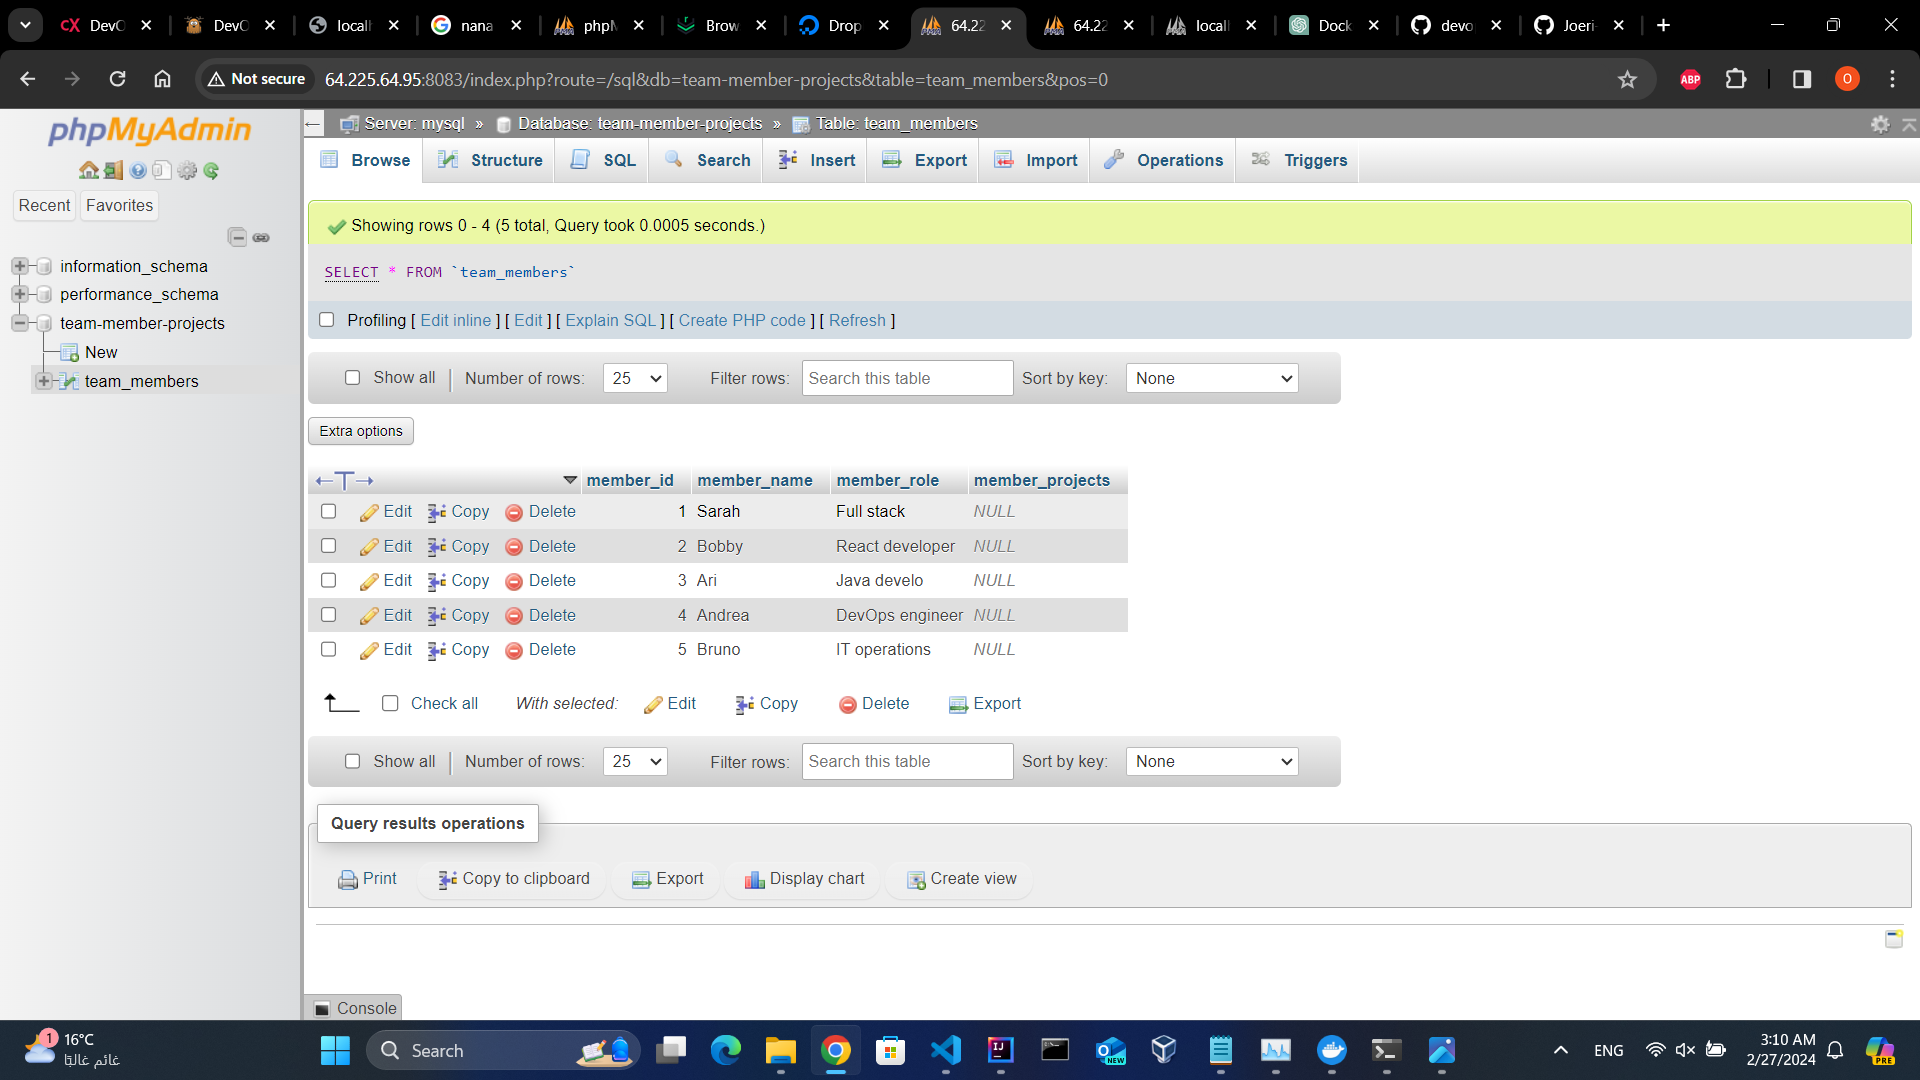 DevO
DevO
locall
nana
phpM
Brow
Drop
64.22
64.22
locall
Dock
devo
Joeri-
Not secure
64.225.64.95:8083/index.php?route=/sql&db=team-member-projects&table=team_members&pos=0
ABP
O
phpMyAdmin
Recent
Favorites
information_schema
performance_schema
team-member-projects
New
team_members
Server: mysql » Database: team-member-projects » Table: team_members
Browse Structure SQL Search Insert Export Import Operations Triggers
Showing rows 0 - 4 (5 total, Query took 0.0005 seconds.)
SELECT * FROM `team_members`
Profiling [ Edit inline ] [ Edit ] [ Explain SQL ] [ Create PHP code ] [ Refresh ]
Show all Number of rows: 25 Filter rows: Search this table Sort by key: None
Extra options
member_id member_name member_role member_projects
Edit Copy Delete 1 Sarah Full stack NULL
Edit Copy Delete 2 Bobby React developer NULL
Edit Copy Delete 3 Ari Java develo NULL
Edit Copy Delete 4 Andrea DevOps engineer NULL
Edit Copy Delete 5 Bruno IT operations NULL
Check all With selected: Edit Copy Delete Export
Show all Number of rows: 25 Filter rows: Search this table Sort by key: None
Query results operations
Print Copy to clipboard Export Display chart Create view
Console
1
16°C
غائم غالبًا
Search
NEW
ENG
3:10 AM
2/27/2024
PRE